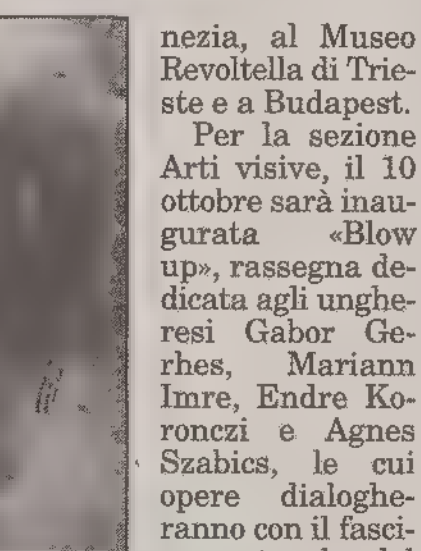 nezia, al Museo
Revoltella di Trie-
ste e a Budapest.
Per la sezione
Arti visive, il 10
ottobre sarà inau-
gurata «Blow
up», rassegna de-
dicata agli unghe-
resi Gabor Ge-
rhes, Mariann
Imre, Endre Ko-
ronczi e Agnes
Szabics, le cui
opere dialoghe-
ranno con il fasci-